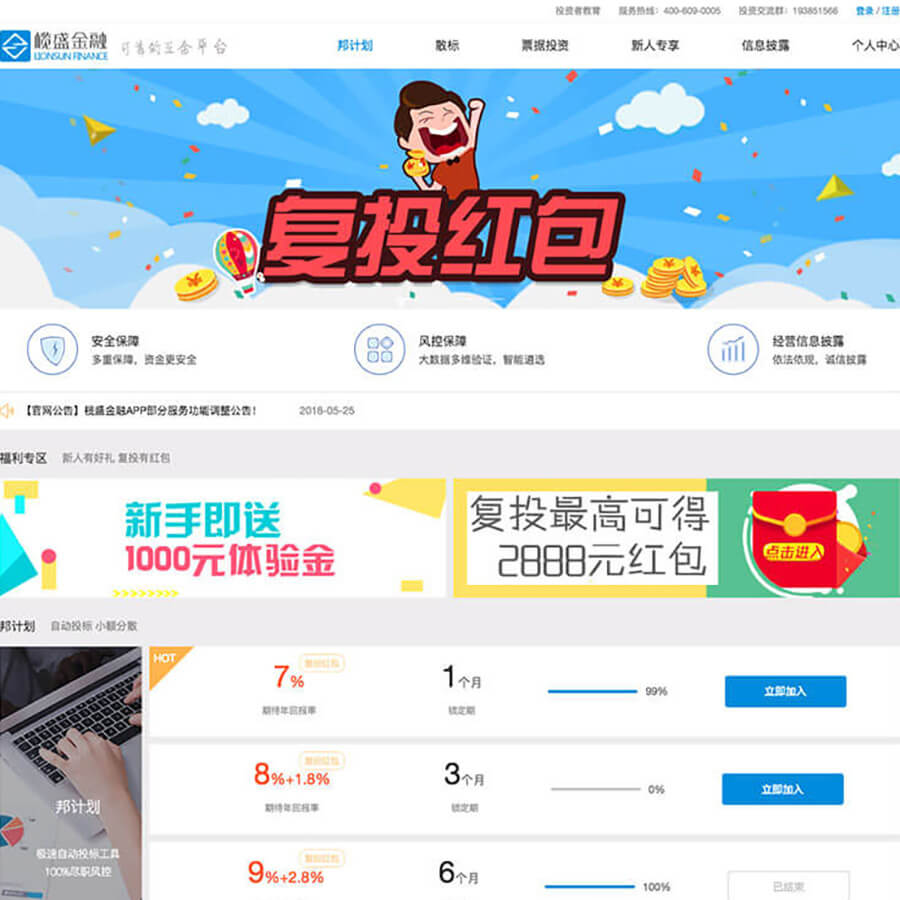 投资者教育 服务热线：400-609-0005 投资交流群：193851566 登录 / 注册
榄盛金融
LIONSUN FINANCE
邦计划 散标 票据投资 新人专享 信息披露 个人中心
复投红包
安全保障
多重保障，资金更安全
风控保障
大数据多维验证，智能遴选
经营信息披露
依法依规，诚信披露
【官网公告】榄盛金融APP部分服务功能调整公告！ 2018-05-25
福利专区 新人有好礼 复投有红包
新手即送
1000元体验金
复投最高可得
2888元红包
点击进入
邦计划 自动投标 小额分散
HOT
复投红包
7% 1个月 99% 立即加入
期待年回报率 锁定期
复投红包
8%+1.8% 3个月 0% 立即加入
期待年回报率 锁定期
邦计划
极速自动投标工具
100%尽职风控
复投红包
9%+2.8% 6个月 100% 已结束